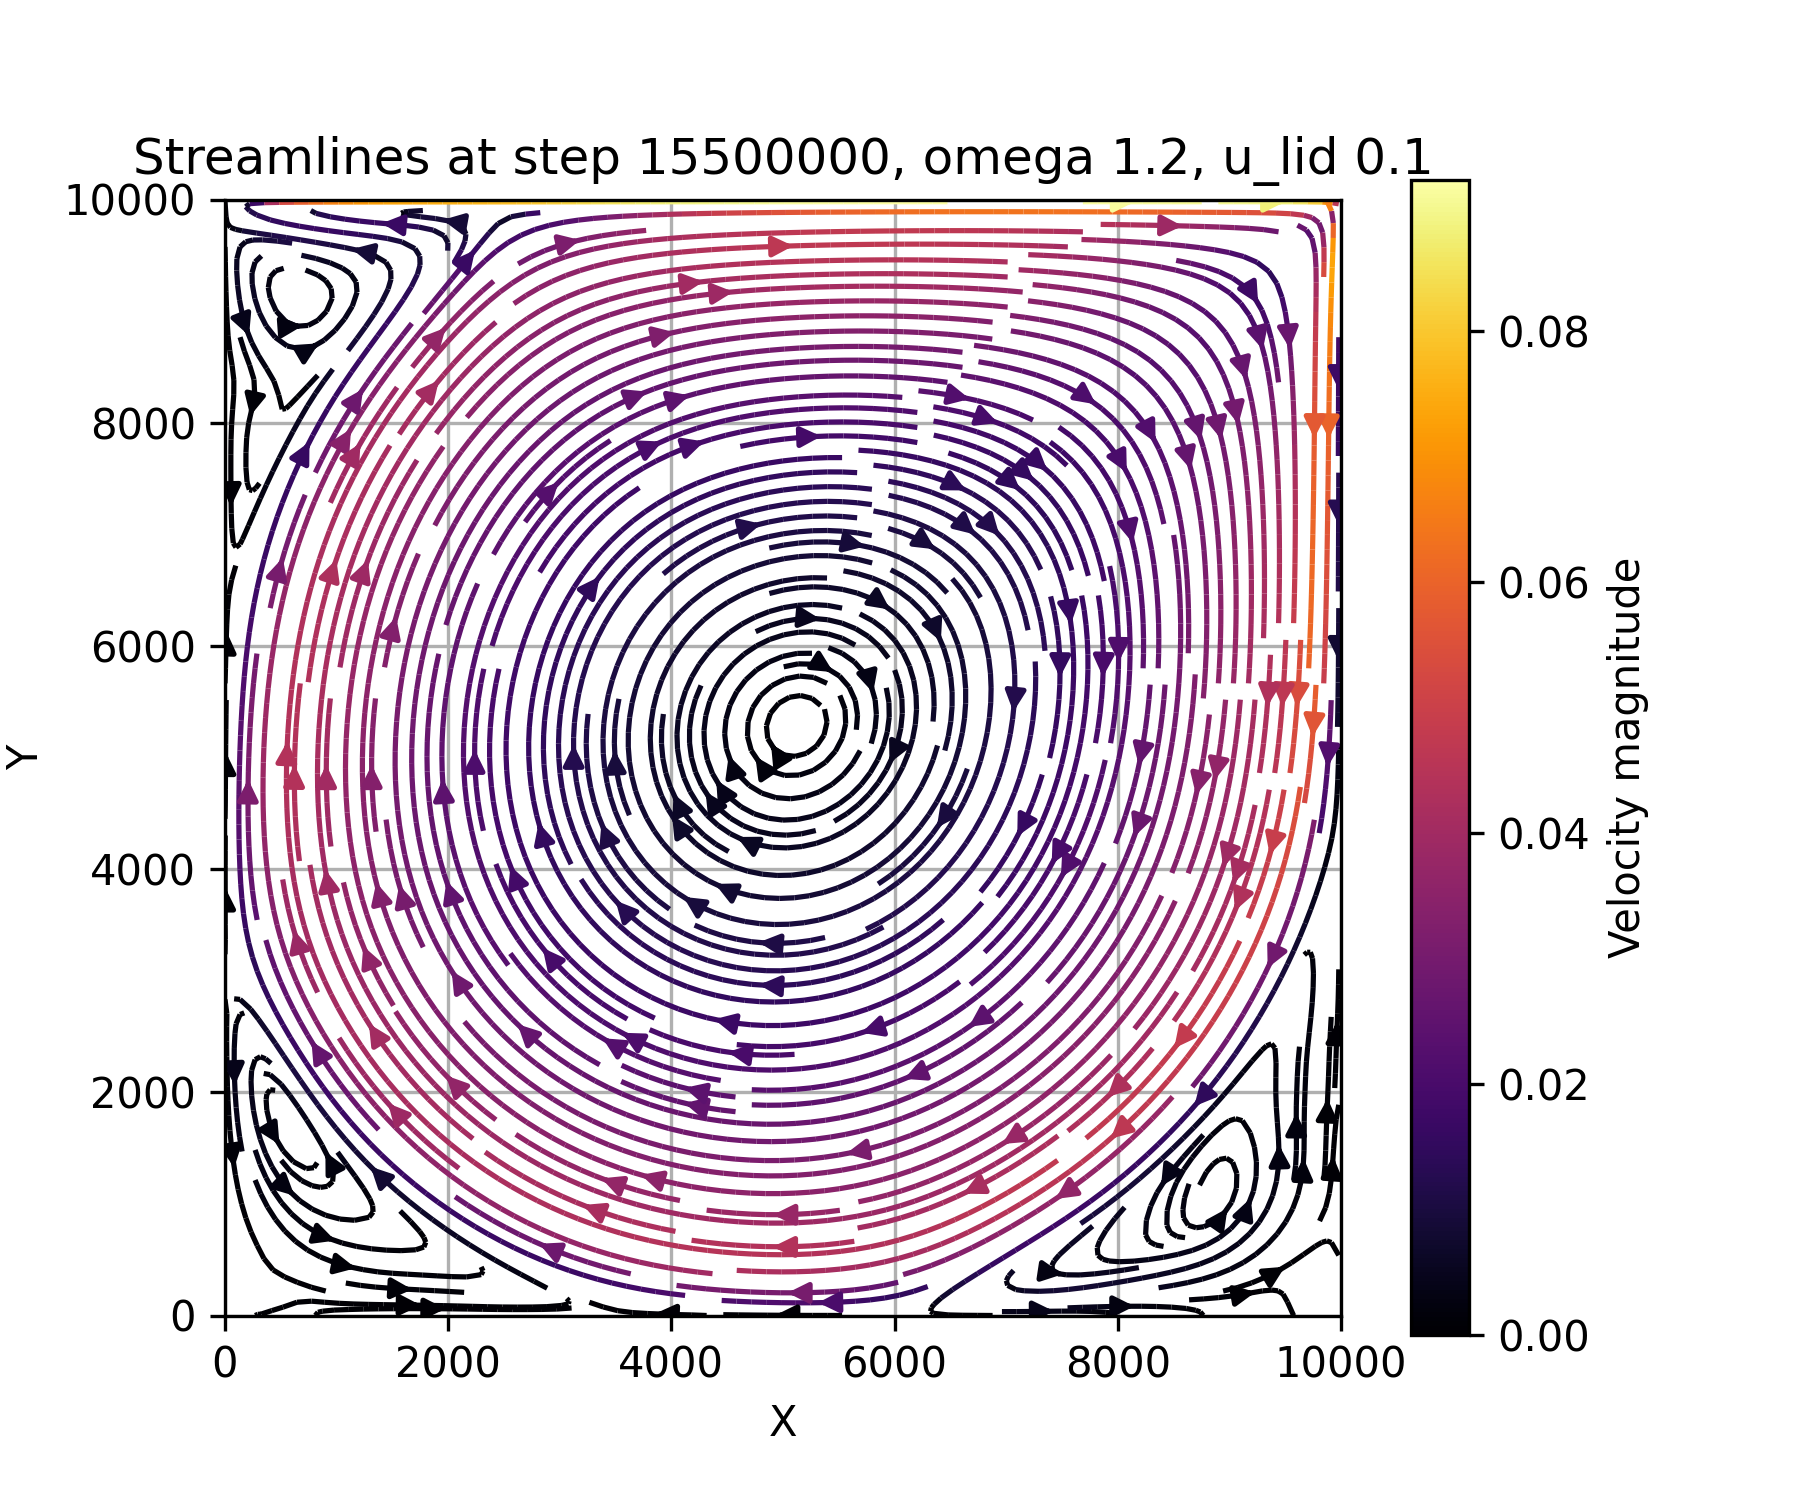 Streamlines at step 15500000, omega 1.2, u_lid 0.1
10000
8000
6000
4000
2000
0
Y
0 2000 4000 6000 8000 10000
X
0.08
0.06
0.04
0.02
0.00
Velocity magnitude